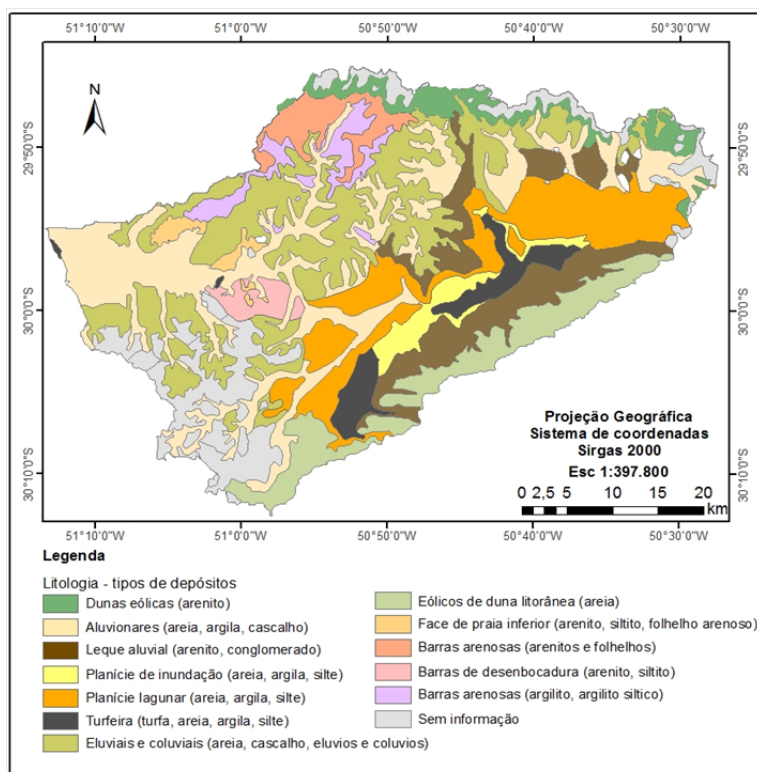 51°10'0"W 51°0'0"W 50°50'0"W 50°40'0"W 50°30'0"W
N
29°50'0"S 29°50'0"S
30°0'0"S 30°0'0"S
30°10'0"S 30°10'0"S
Projeção Geográfica
Sistema de coordenadas
Sirgas 2000
Esc 1:397.800
0 2,5 5 10 15 20
km
51°10'0"W 51°0'0"W 50°50'0"W 50°40'0"W 50°30'0"W
Legenda
Litologia - tipos de depósitos
Dunas eólicas (arenito)
Aluvionares (areia, argila, cascalho)
Leque aluvial (arenito, conglomerado)
Planície de inundação (areia, argila, silte)
Planície lagunar (areia, argila, silte)
Turfeira (turfa, areia, argila, silte)
Eluviais e coluviais (areia, cascalho, eluvios e coluvios)
Eólicos de duna litorânea (areia)
Face de praia inferior (arenito, siltito, folhelho arenoso)
Barras arenosas (arenitos e folhelhos)
Barras de desenbocadura (arenito, siltito)
Barras arenosas (argilito, argilito siltico)
Sem informação